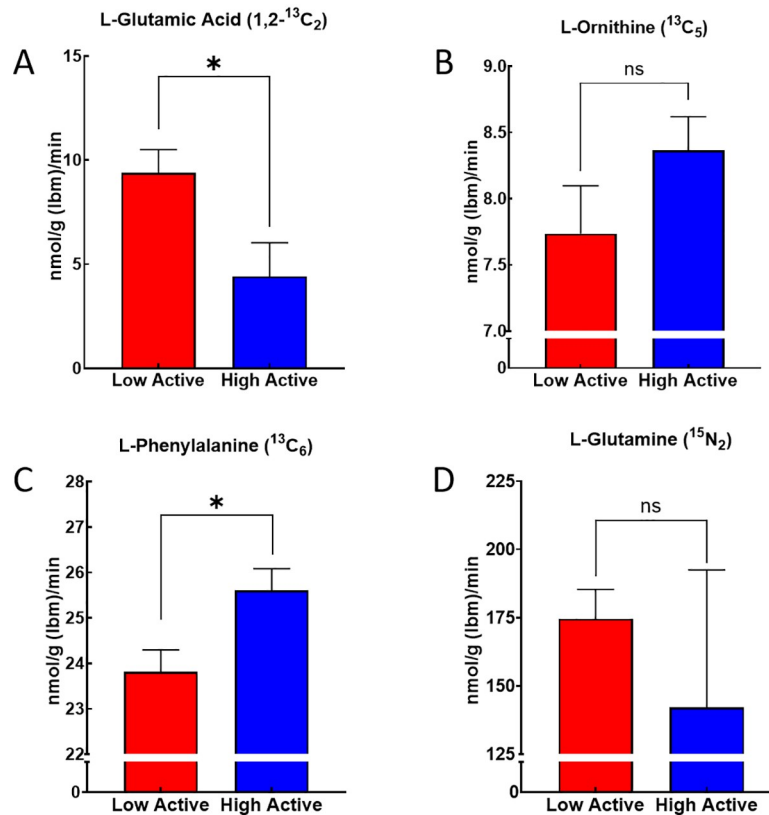 A
L-Glutamic Acid (1,2-¹³C₂)
nmol/g (lbm)/min
15
10
5
0
*
Low Active
High Active
B
L-Ornithine (¹³C₅)
nmol/g (lbm)/min
9.0
8.5
8.0
7.5
7.0
0
ns
Low Active
High Active
C
L-Phenylalanine (¹³C₆)
nmol/g (lbm)/min
28
27
26
25
24
23
22
0
*
Low Active
High Active
D
L-Glutamine (¹⁵N₂)
nmol/g (lbm)/min
225
200
175
150
125
0
ns
Low Active
High Active